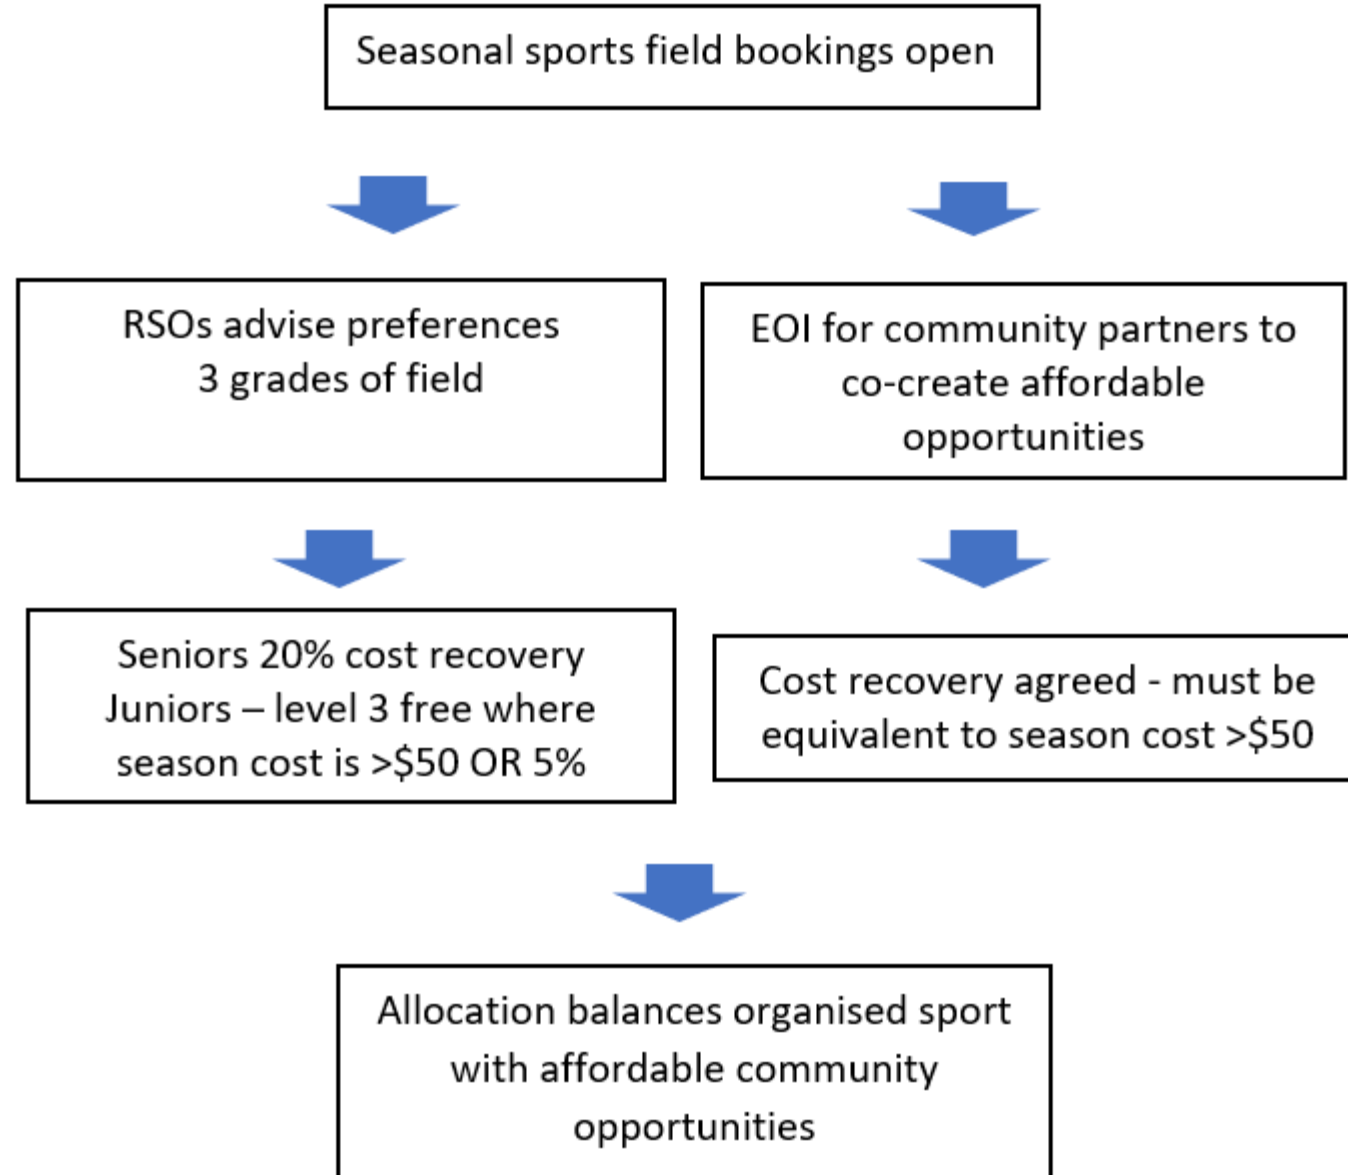 Seasonal sports field bookings open
RSOs advise preferences
3 grades of field
EOI for community partners to
co-create affordable
opportunities
Seniors 20% cost recovery
Juniors – level 3 free where
season cost is >$50 OR 5%
Cost recovery agreed - must be
equivalent to season cost >$50
Allocation balances organised sport
with affordable community
opportunities